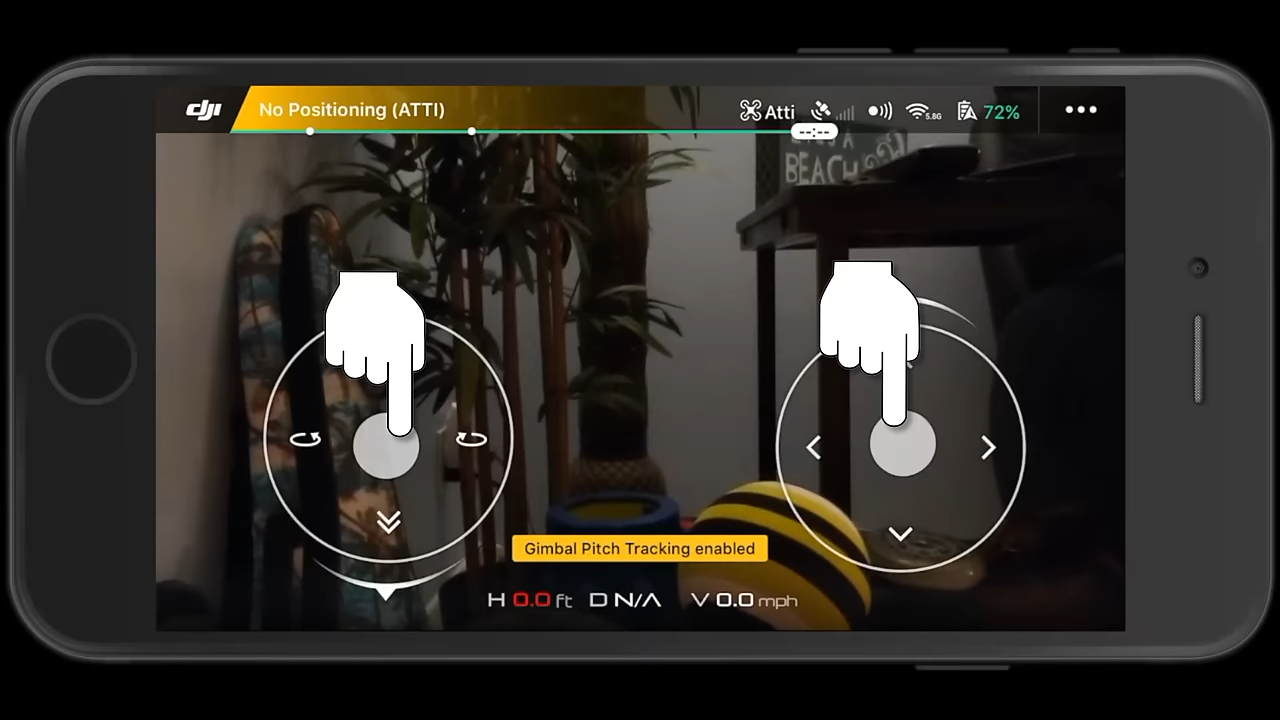 dji
No Positioning (ATTI)
Atti
5.8G
72%
--:--
BEACH
Gimbal Pitch Tracking enabled
H 0.0 ft D N/A V 0.0 mph